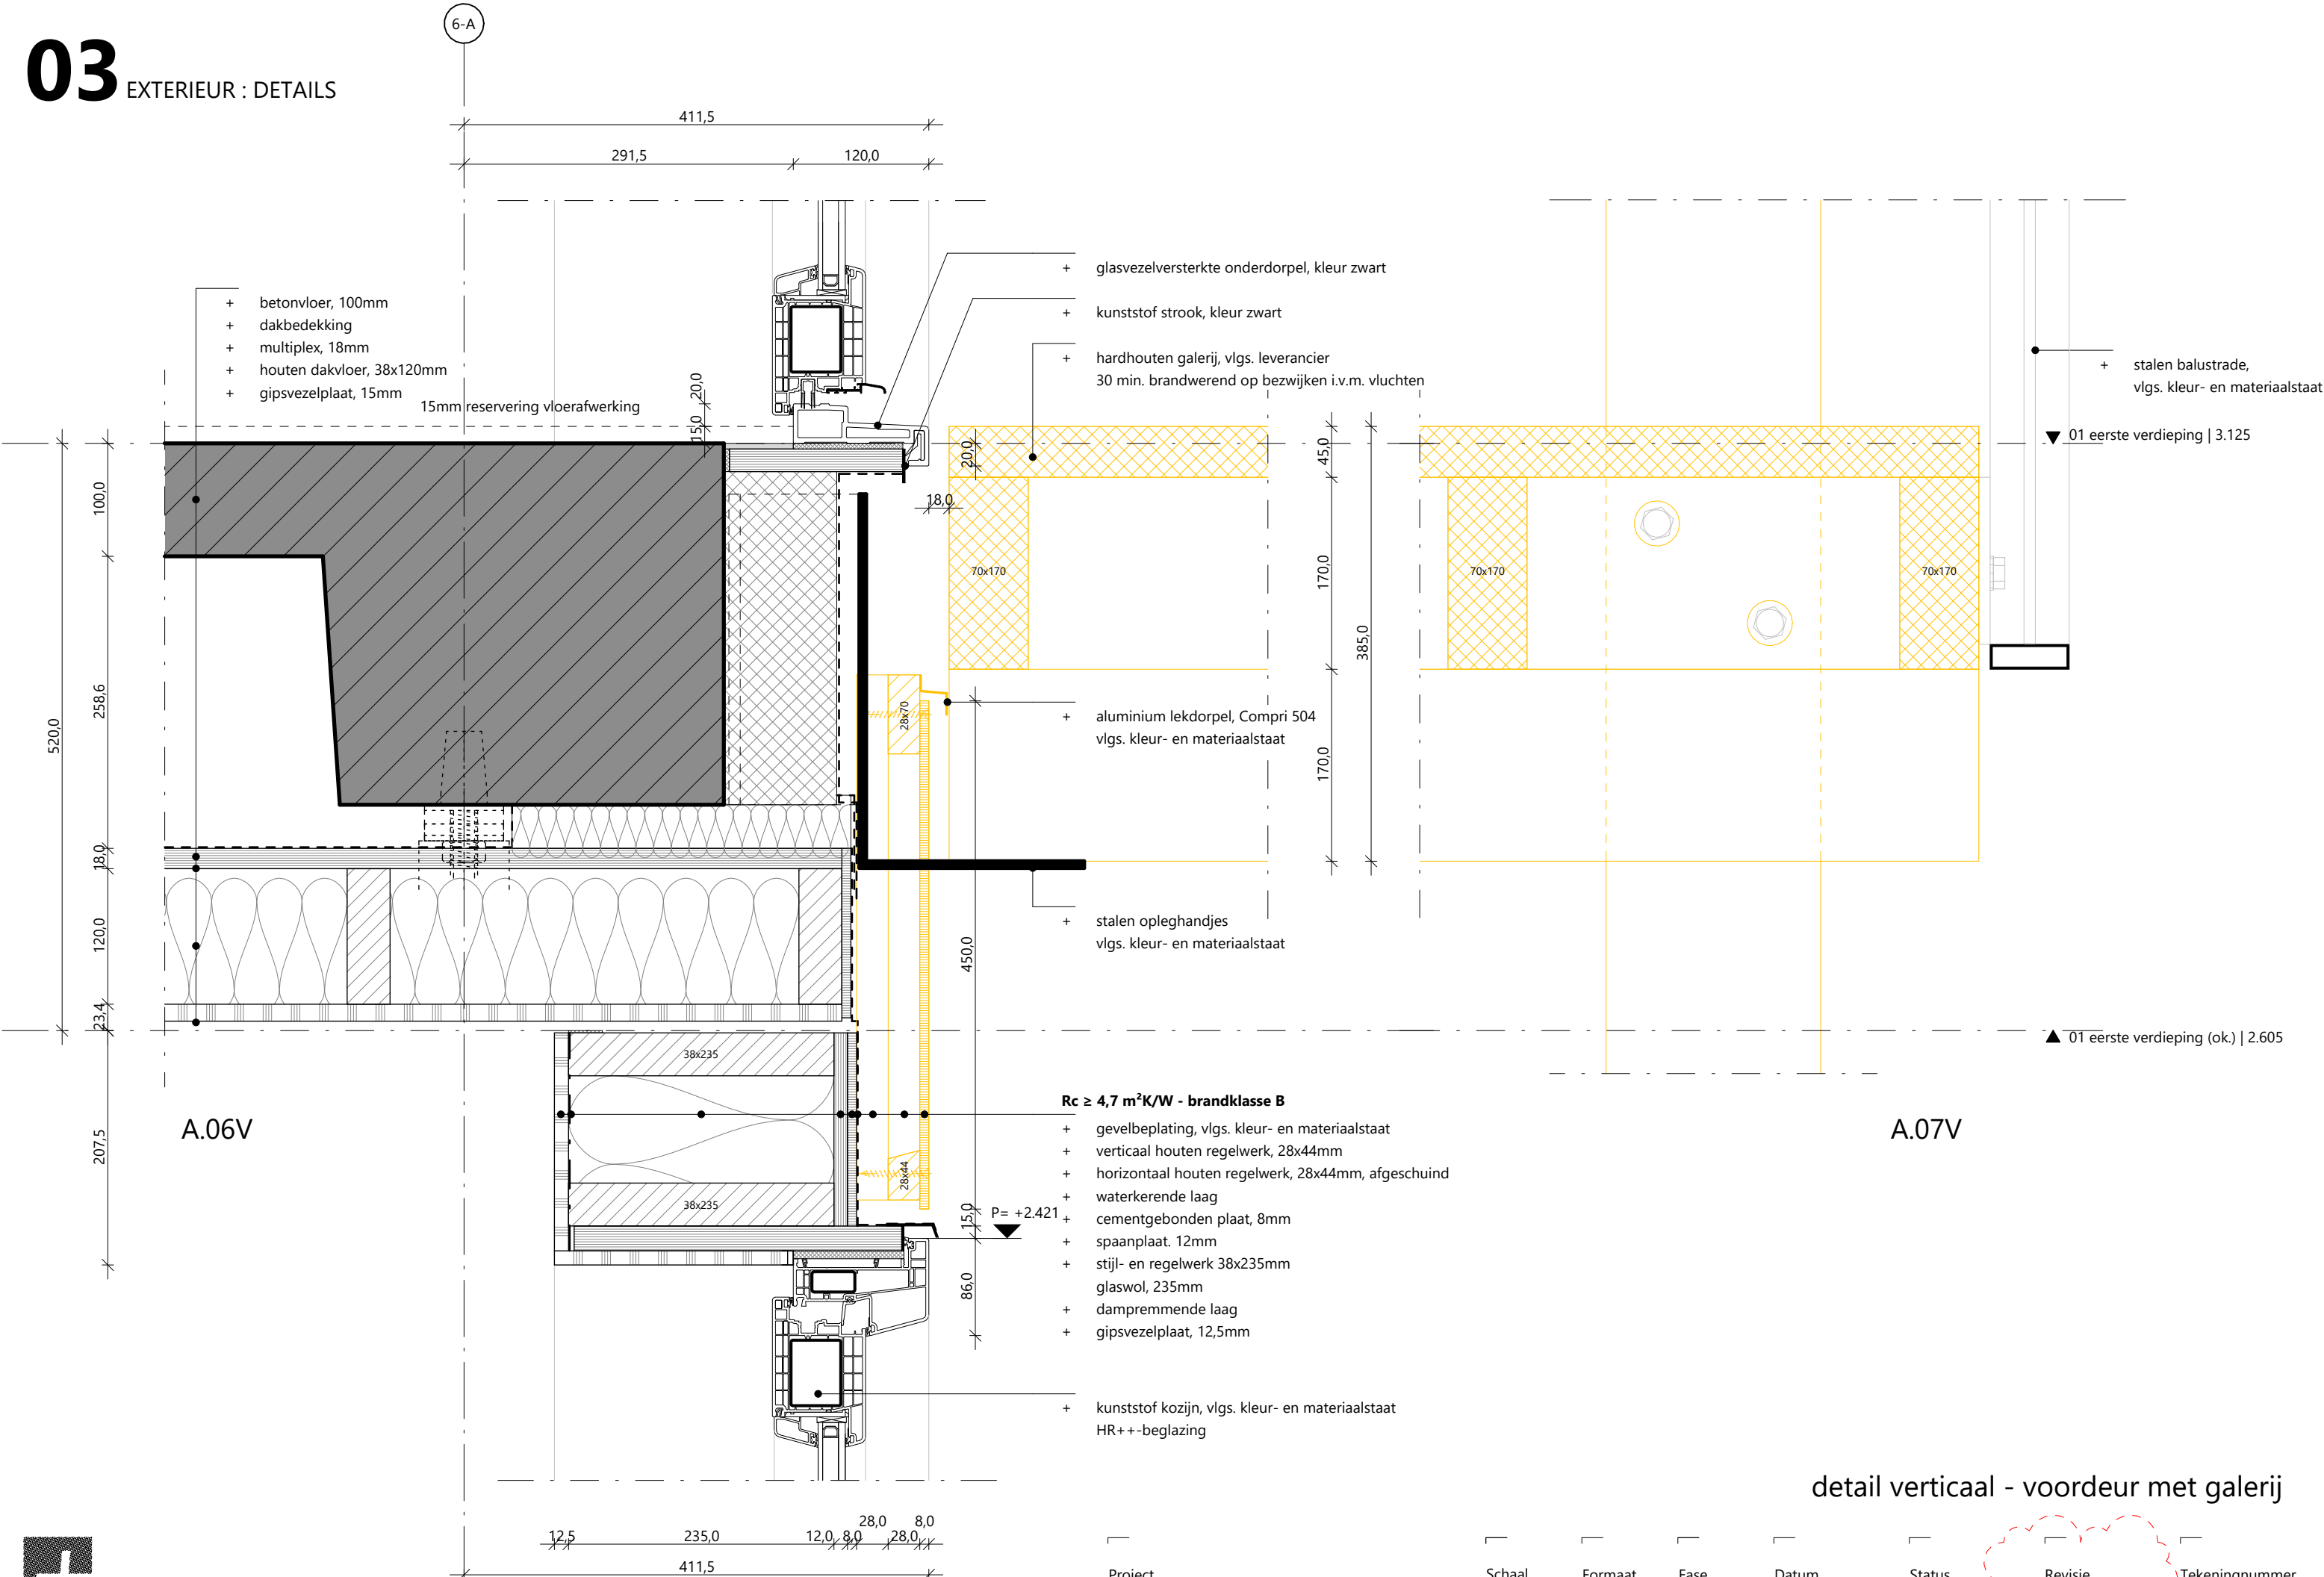 6-A
03 EXTERIEUR : DETAILS
411,5
291,5
120,0
+ glasvezelversterkte onderdorpel, kleur zwart
+ kunststof strook, kleur zwart
+ hardhouten galerij, vlgs. leverancier
30 min. brandwerend op bezwijken i.v.m. vluchten
+ betonvloer, 100mm
+ dakbedekking
+ multiplex, 18mm
+ houten dakvloer, 38x120mm
+ gipsvezelplaat, 15mm
15mm reservering vloerafwerking
+ stalen balustrade,
vlgs. kleur- en materiaalstaat
01 eerste verdieping | 3.125
20,0
15,0
20,0
18,0
45,0
170,0
385,0
170,0
70x170
70x170
70x170
100,0
258,6
520,0
18,0
120,0
23,4
207,5
28x70
+ aluminium lekdorpel, Compri 504
vlgs. kleur- en materiaalstaat
+ stalen opleghandjes
vlgs. kleur- en materiaalstaat
450,0
01 eerste verdieping (ok.) | 2.605
38x235
38x235
28x44
A.06V
A.07V
Rc ≥ 4,7 m²K/W - brandklasse B
+ gevelbeplating, vlgs. kleur- en materiaalstaat
+ verticaal houten regelwerk, 28x44mm
+ horizontaal houten regelwerk, 28x44mm, afgeschuind
+ waterkerende laag
+ cementgebonden plaat, 8mm
+ spaanplaat. 12mm
+ stijl- en regelwerk 38x235mm
glaswol, 235mm
+ dampremmende laag
+ gipsvezelplaat, 12,5mm
15,0
P= +2.421
86,0
+ kunststof kozijn, vlgs. kleur- en materiaalstaat
HR++-beglazing
detail verticaal - voordeur met galerij
12,5
235,0
12,0
8,0
28,0
28,0
8,0
411,5
Project
Schaal
Formaat
Fase
Datum
Status
Revisie
Tekeningnummer